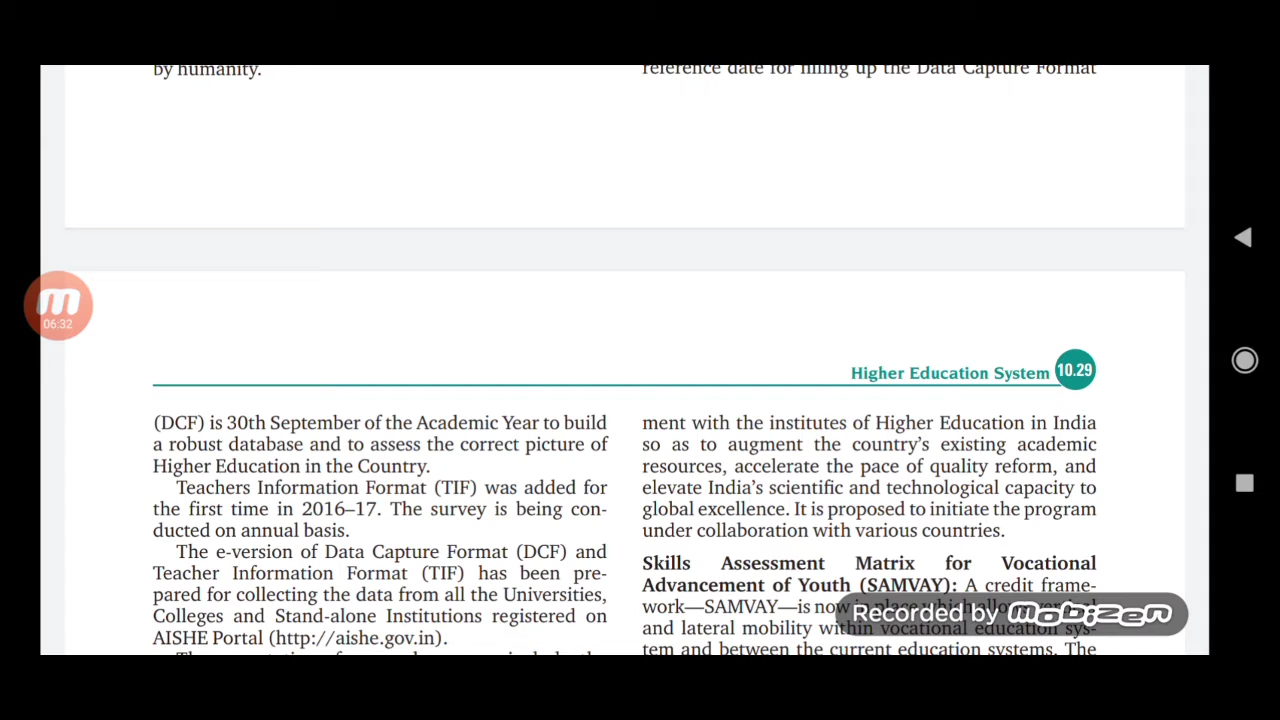 by humanity.
reference date for filling up the Data Capture Format
06:32
Higher Education System 10.29
(DCF) is 30th September of the Academic Year to build
a robust database and to assess the correct picture of
Higher Education in the Country.
Teachers Information Format (TIF) was added for
the first time in 2016–17. The survey is being con-
ducted on annual basis.
The e-version of Data Capture Format (DCF) and
Teacher Information Format (TIF) has been pre-
pared for collecting the data from all the Universities,
Colleges and Stand-alone Institutions registered on
AISHE Portal (http://aishe.gov.in).
ment with the institutes of Higher Education in India
so as to augment the country's existing academic
resources, accelerate the pace of quality reform, and
elevate India's scientific and technological capacity to
global excellence. It is proposed to initiate the program
under collaboration with various countries.
Skills Assessment Matrix for Vocational
Advancement of Youth (SAMVAY): A credit frame-
work—SAMVAY—is now in place which
and lateral mobility within vocational education sys-
tem and between the current education systems. The
Recorded by mobizen